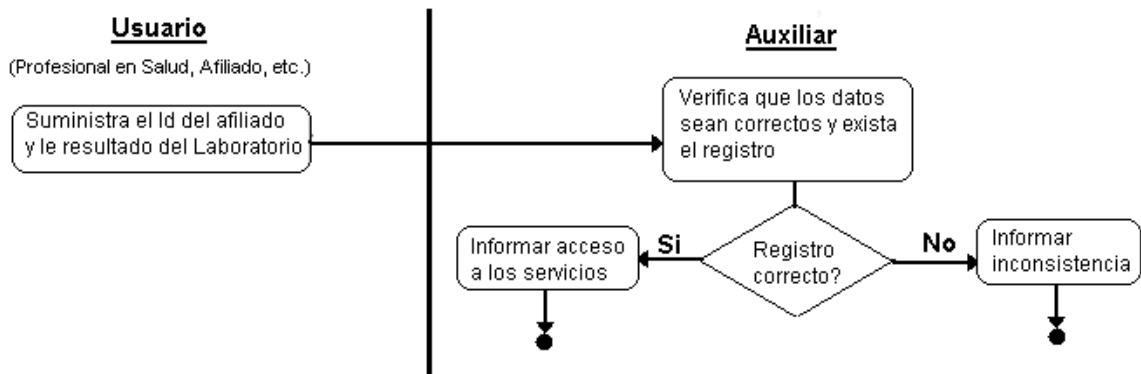 Usuario
(Profesional en Salud, Afiliado, etc.)
Suministra el Id del afiliado
y le resultado del Laboratorio
Auxiliar
Verifica que los datos
sean correctos y exista
el registro
Registro
correcto?
Si
Informar acceso
a los servicios
No
Informar
inconsistencia